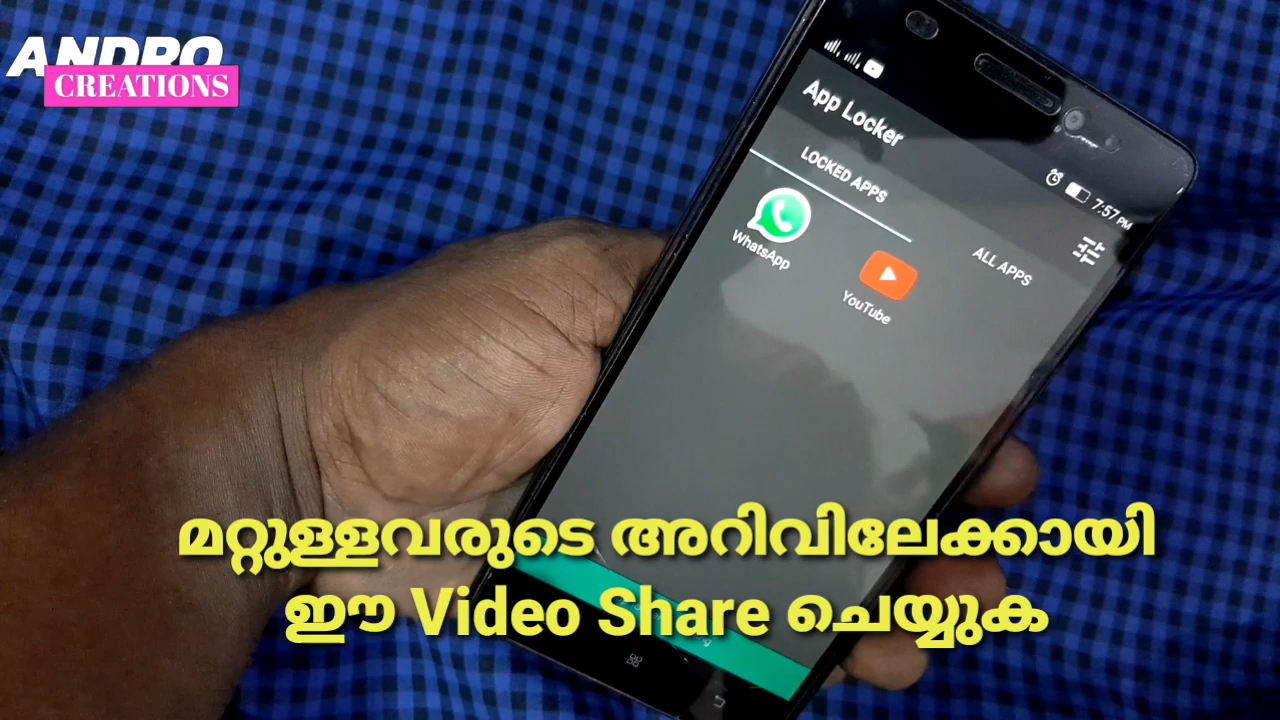 ANDRO
CREATIONS
App Locker
7:57 PM
LOCKED APPS
ALL APPS
WhatsApp
YouTube
മറ്റുള്ളവരുടെ അറിവിലേക്കായി
ഈ Video Share ചെയ്യുക